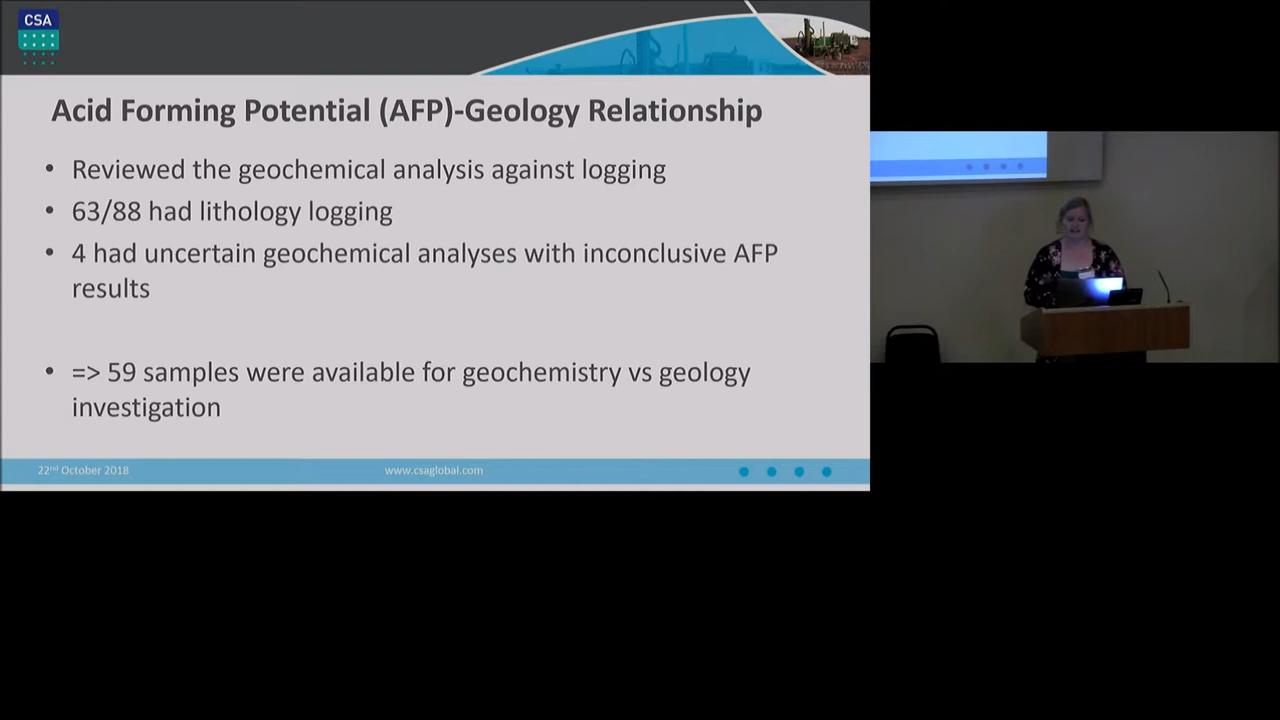 CSA
Acid Forming Potential (AFP)-Geology Relationship
• Reviewed the geochemical analysis against logging
• 63/88 had lithology logging
• 4 had uncertain geochemical analyses with inconclusive AFP
results
• => 59 samples were available for geochemistry vs geology
investigation
22nd October 2018
www.csaglobal.com